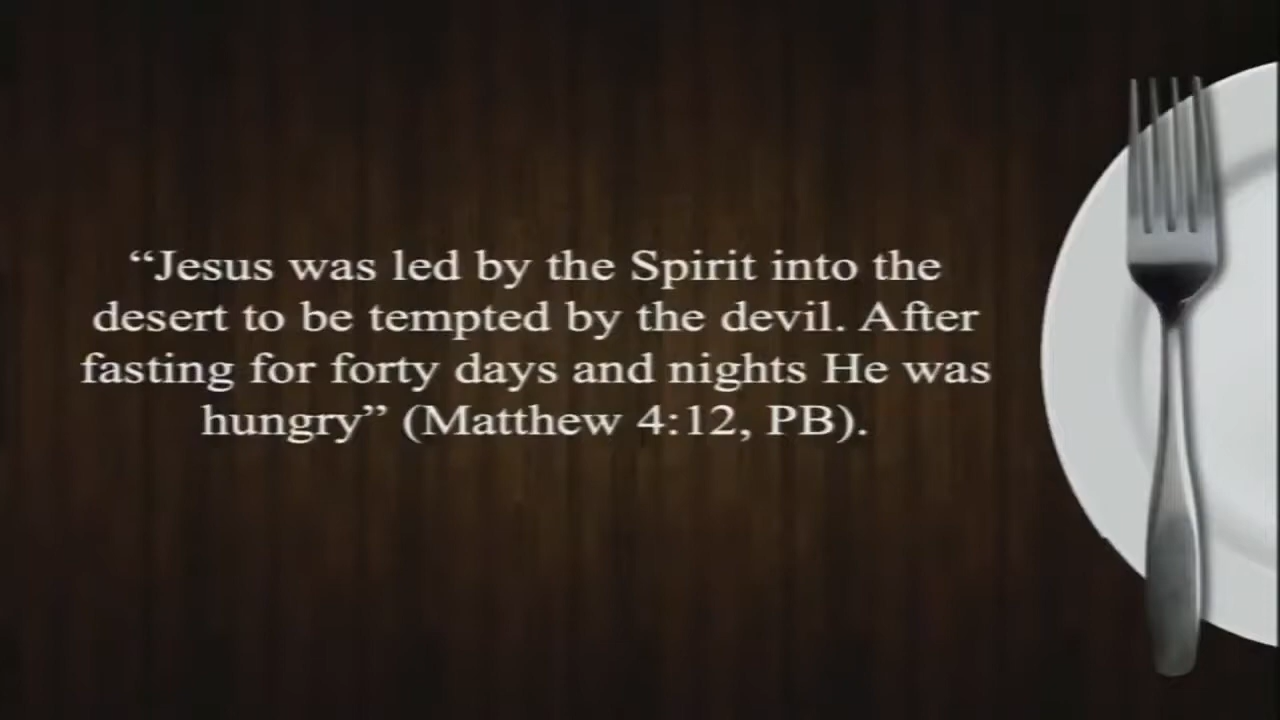 “Jesus was led by the Spirit into the
desert to be tempted by the devil. After
fasting for forty days and nights He was
hungry” (Matthew 4:12, PB).